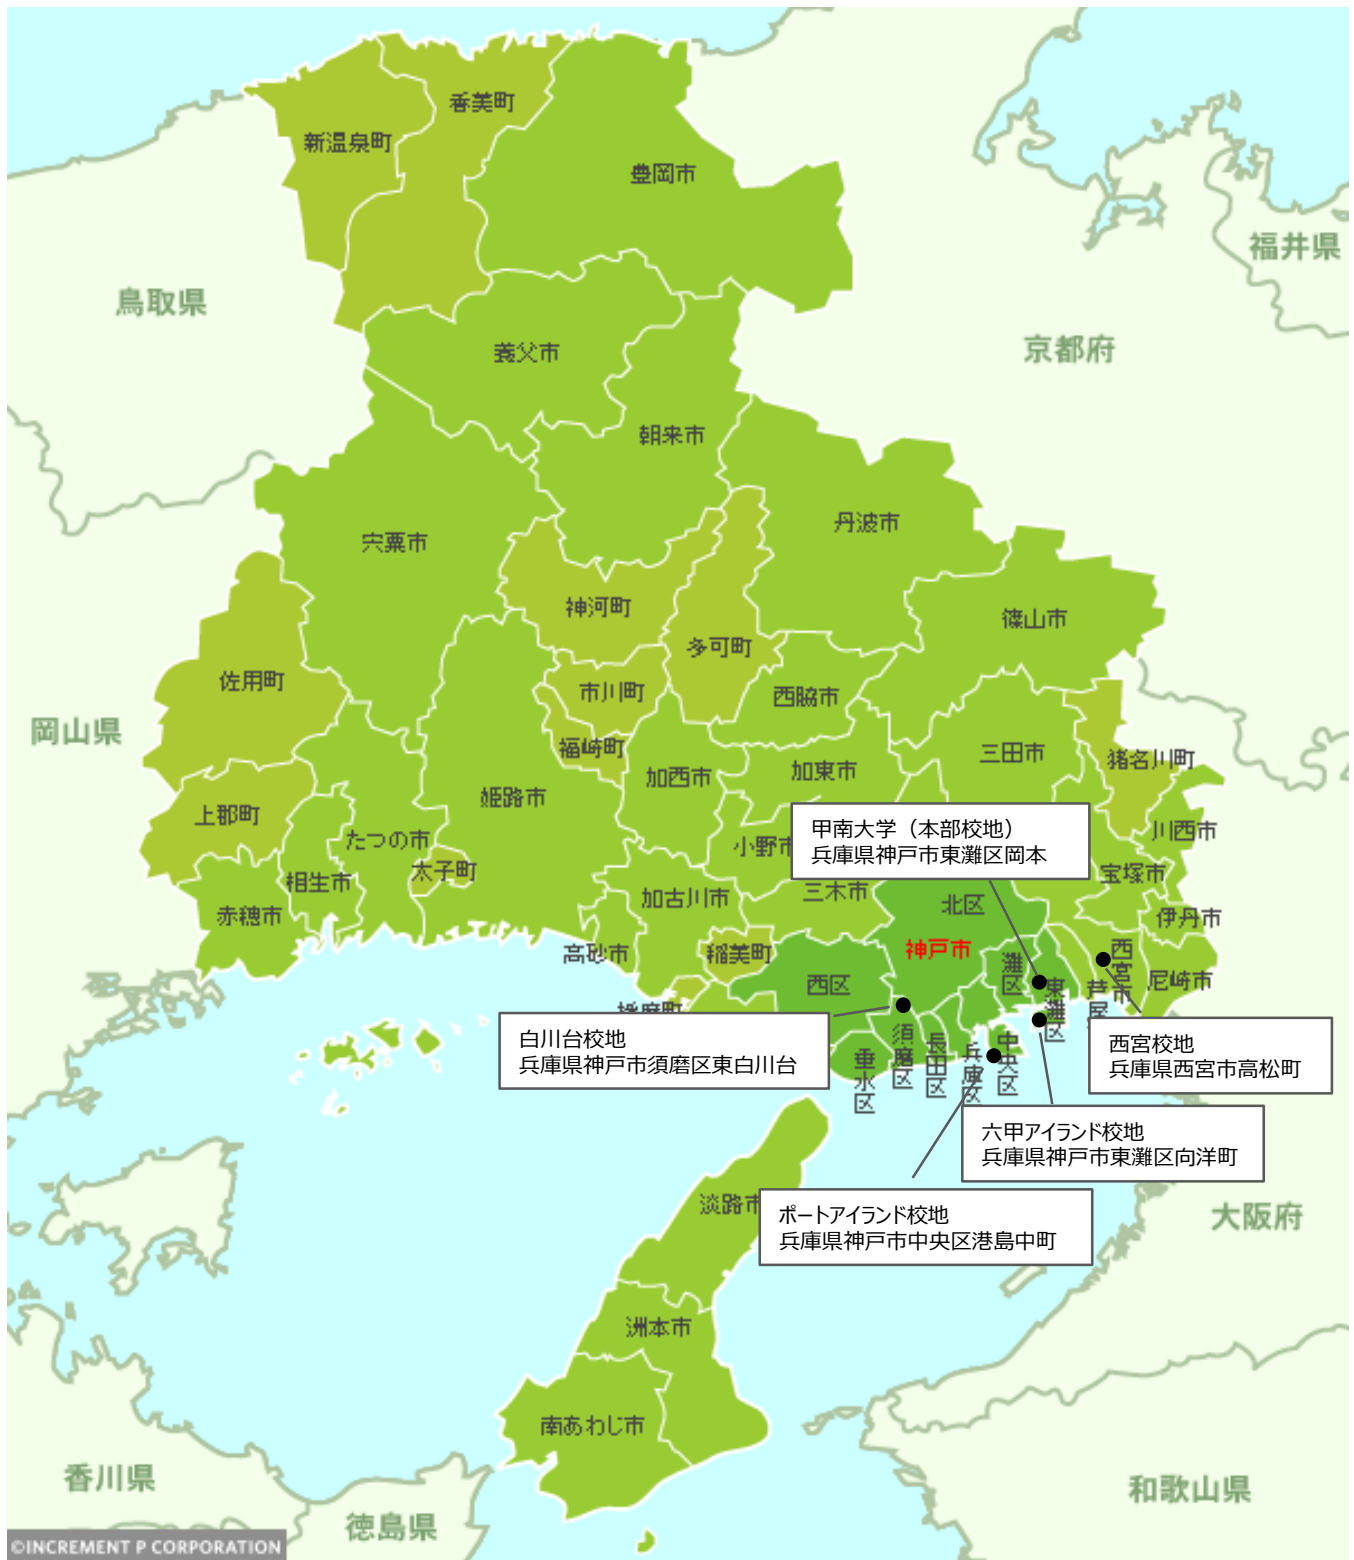 香美町
新温泉町
豊岡市
福井県
鳥取県
京都府
養父市
朝来市
丹波市
宍粟市
神河町
篠山市
多可町
佐用町
市川町
西脇市
岡山県
福崎町
三田市
猪名川町
加西市
加東市
姫路市
上郡町
甲南大学（本部校地）
兵庫県神戸市東灘区岡本
川西市
たつの市
小野市
太子町
宝塚市
相生市
加古川市
三木市
赤穂市
北区
伊丹市
高砂市
稲美町
神戸市
灘区
西宮市
西区
東灘区
芦屋
尼崎市
播磨町
白川台校地
兵庫県神戸市須磨区東白川台
須磨区
長田区
兵庫区
中央区
垂水区
西宮校地
兵庫県西宮市高松町
六甲アイランド校地
兵庫県神戸市東灘区向洋町
淡路市
ポートアイランド校地
兵庫県神戸市中央区港島中町
大阪府
洲本市
南あわじ市
香川県
徳島県
和歌山県
©INCREMENT P CORPORATION